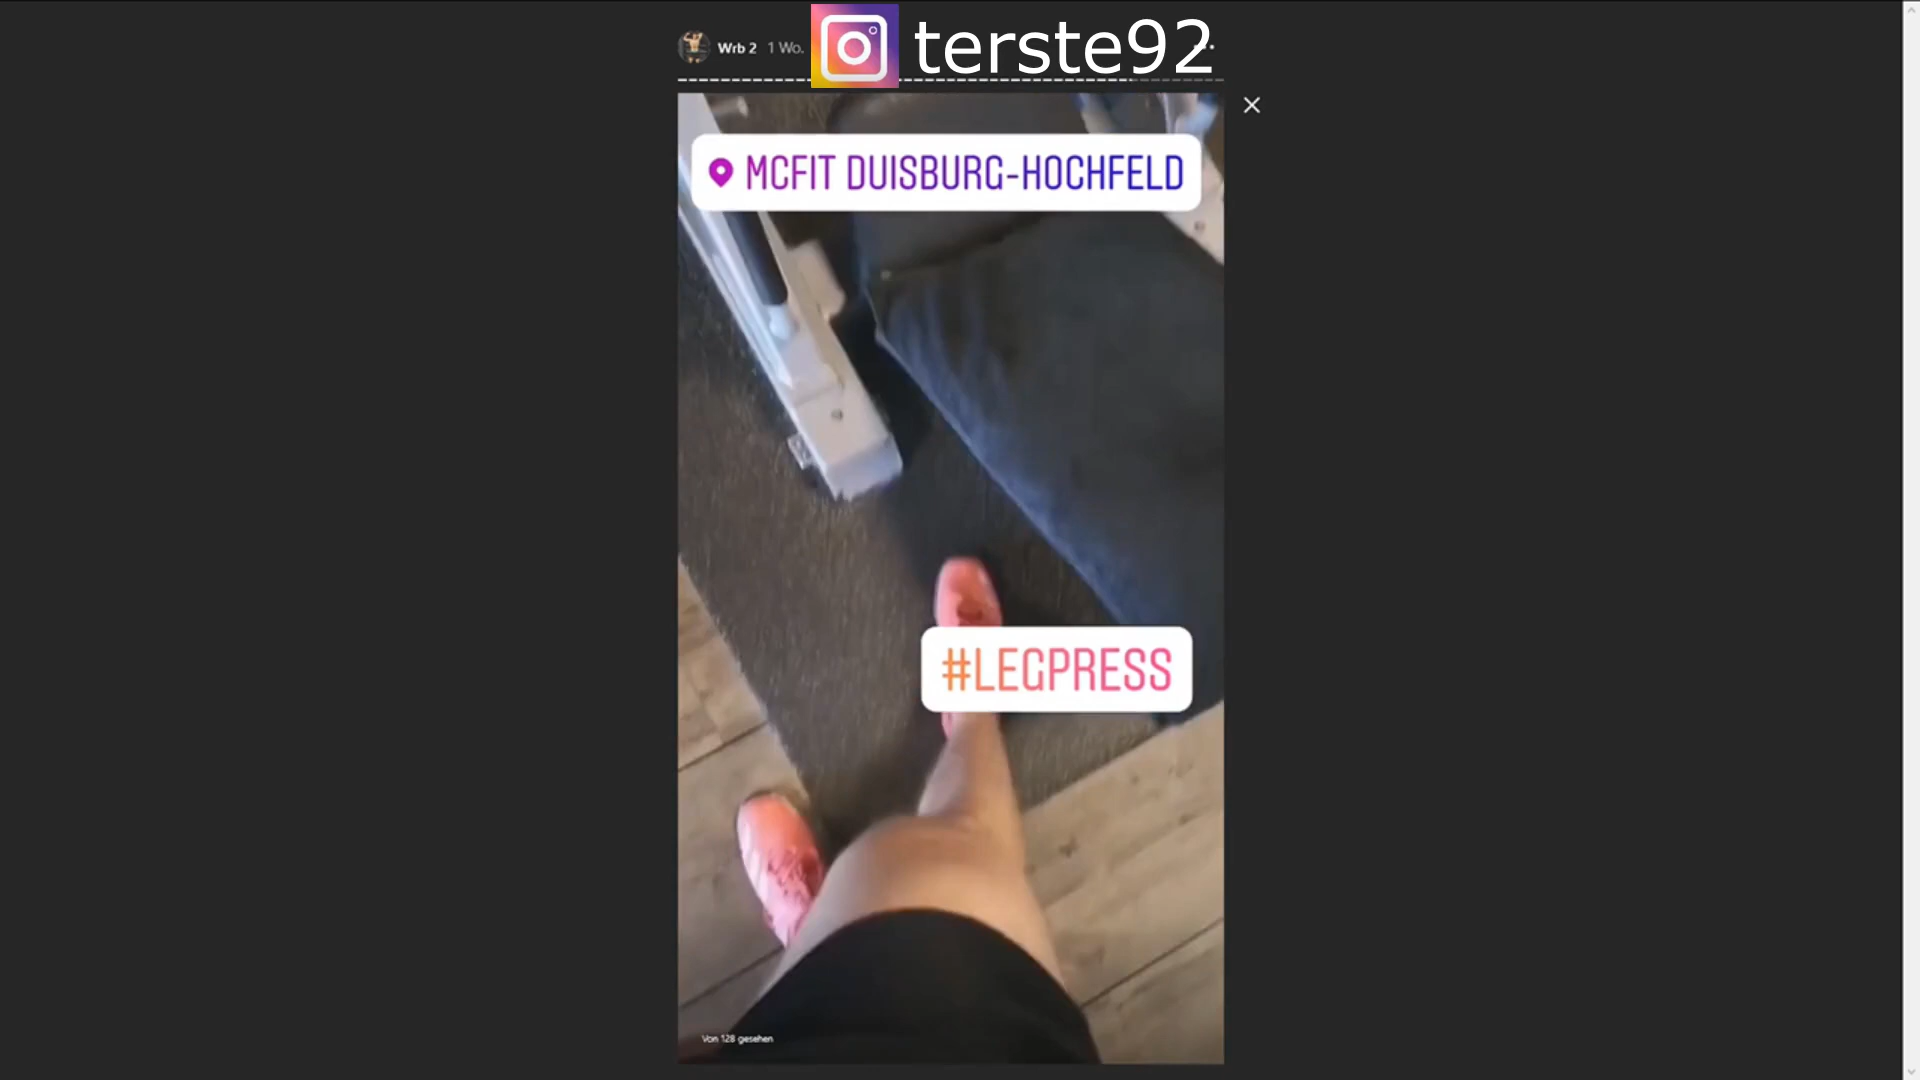 terste92
Wrb 2 1 Wo.
MCFIT DUISBURG-HOCHFELD
#LEGPRESS
Von 128 gesehen